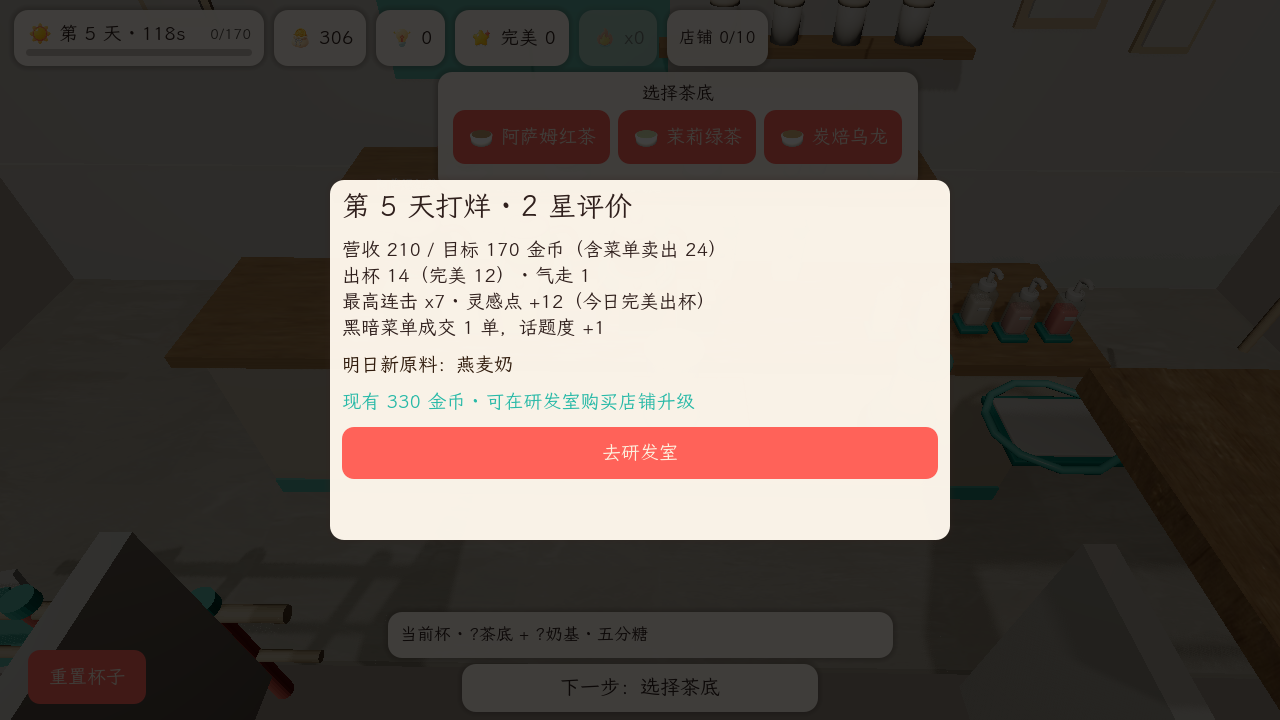 第 5 天·118s 0/170
306
0
完美 0
x0
店铺 0/10
选择茶底
阿萨姆红茶
茉莉绿茶
炭焙乌龙
第 5 天打烊·2 星评价
营收 210 / 目标 170 金币（含菜单卖出 24）
出杯 14（完美 12）·气走 1
最高连击 x7·灵感点 +12（今日完美出杯）
黑暗菜单成交 1 单，话题度 +1
明日新原料：燕麦奶
现有 330 金币·可在研发室购买店铺升级
去研发室
当前杯·?茶底 + ?奶基·五分糖
重置杯子
下一步：选择茶底